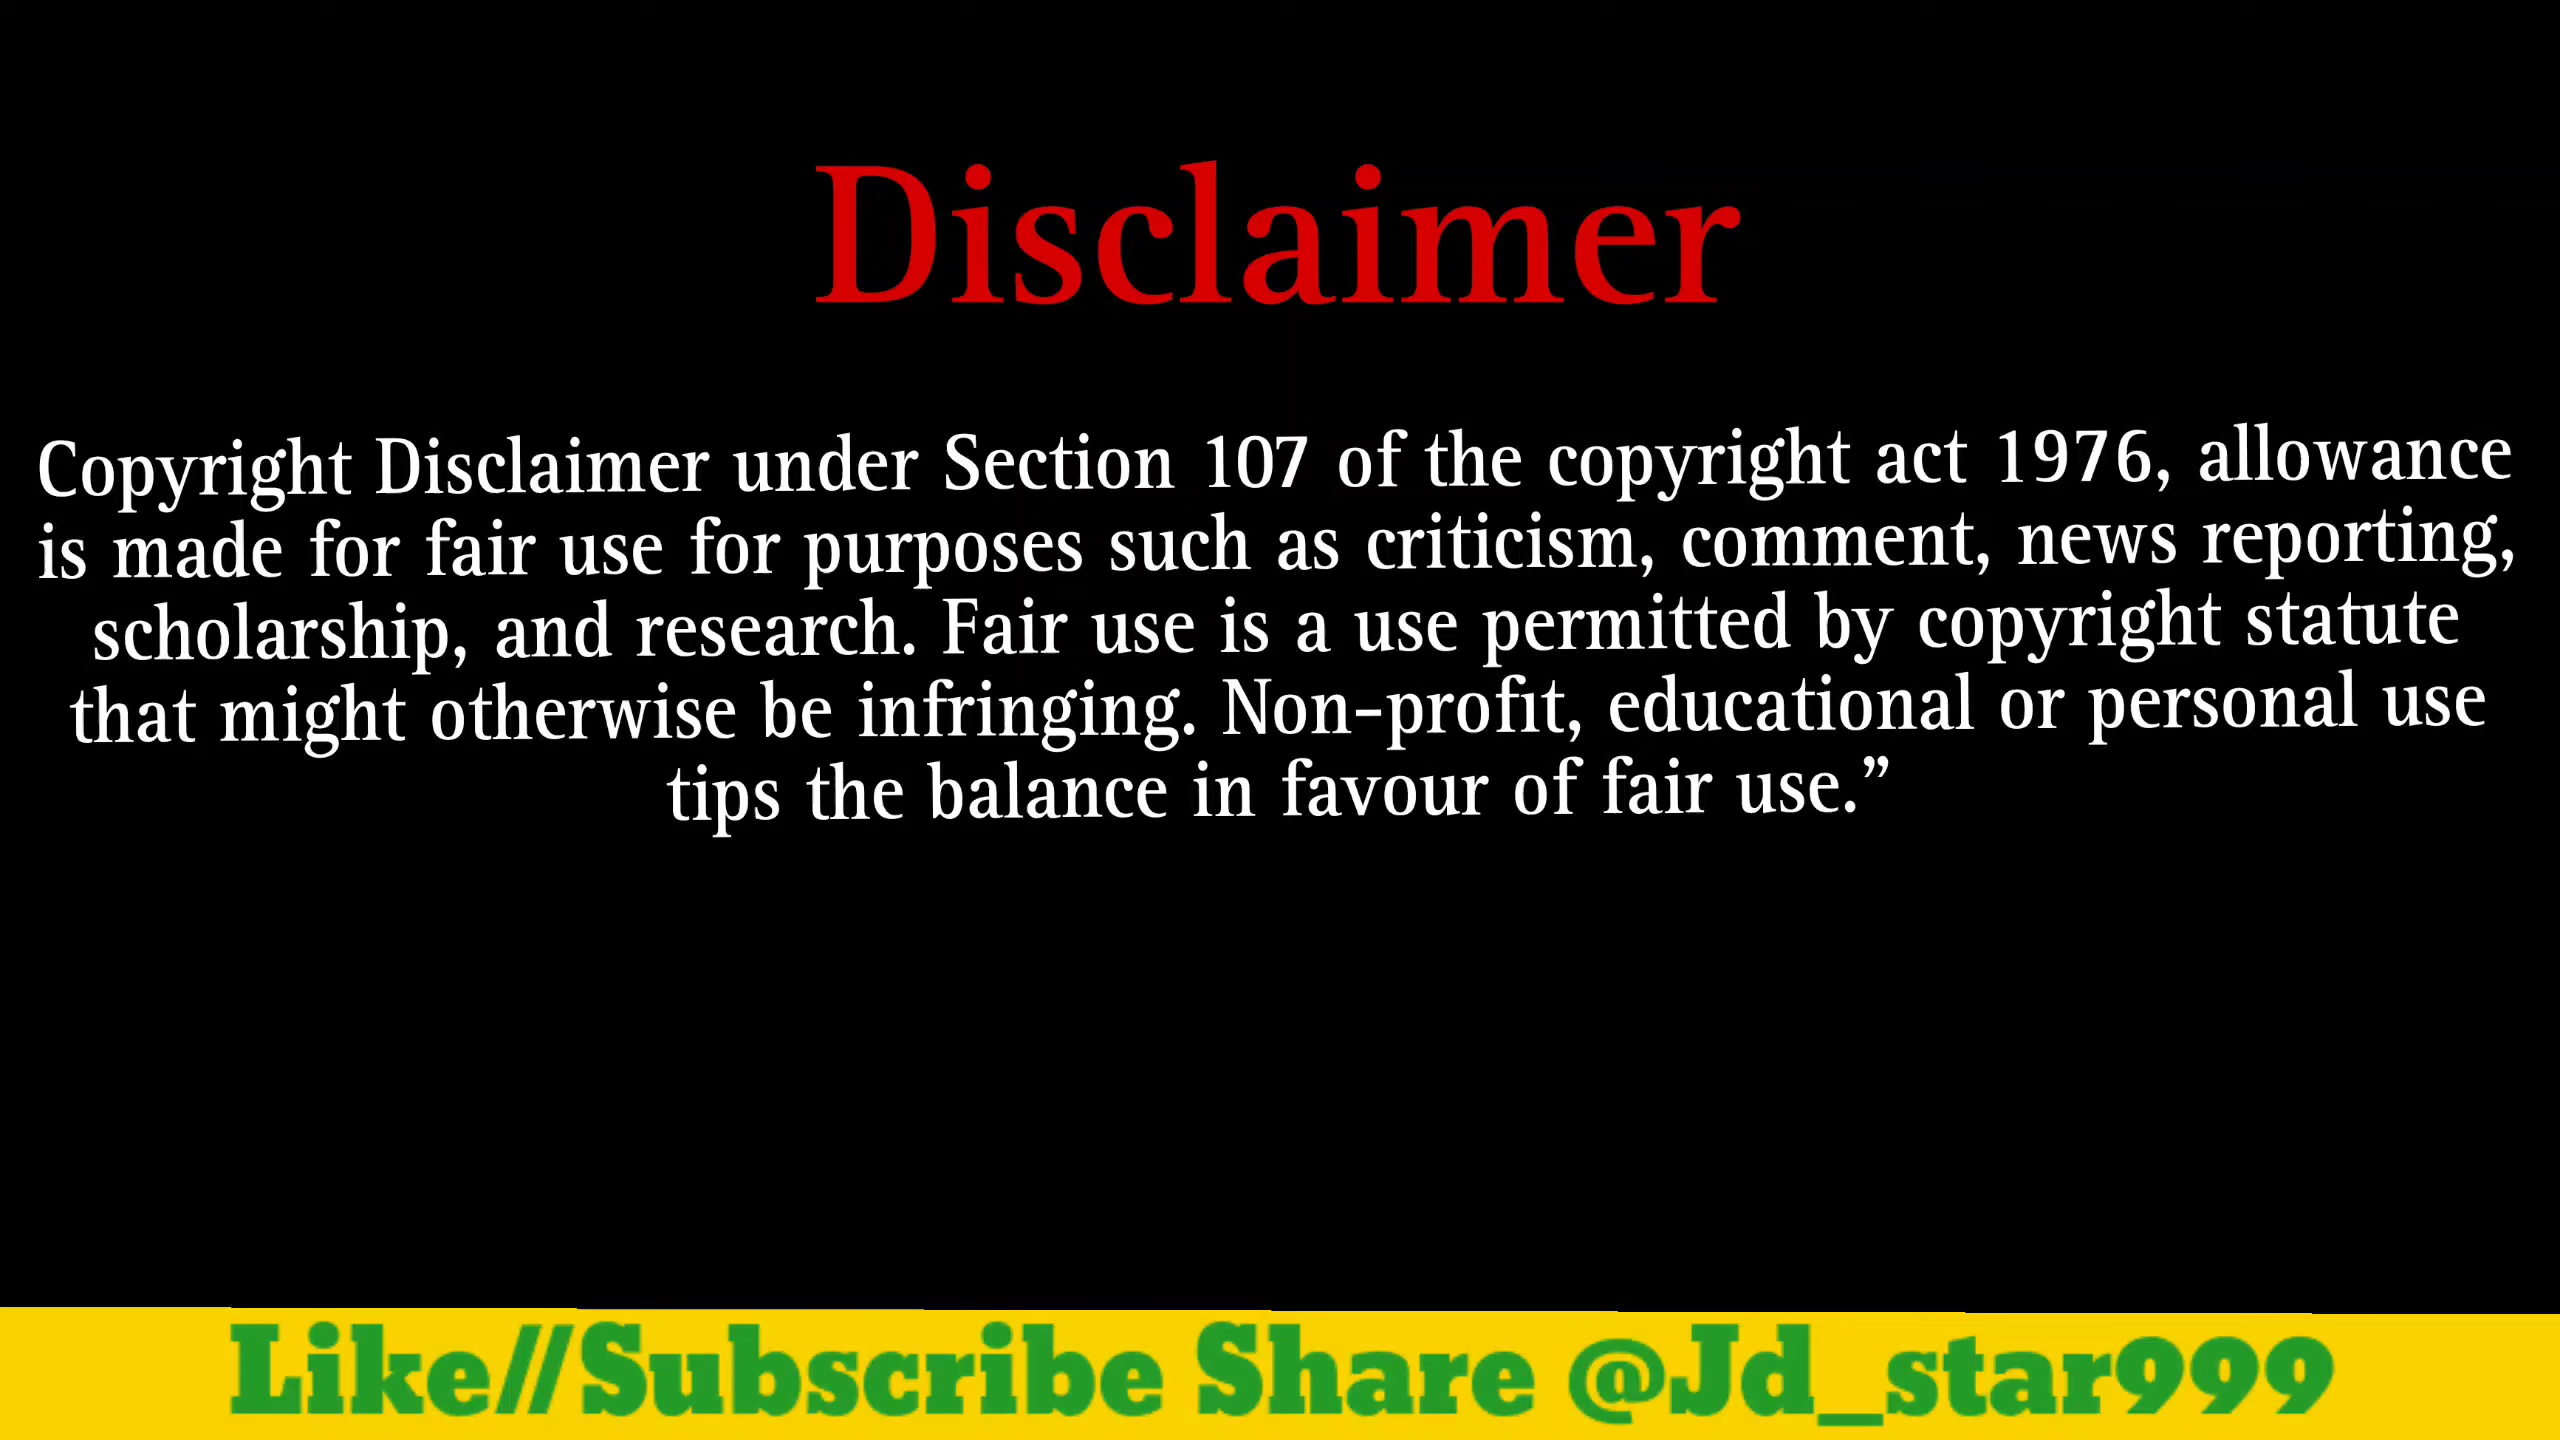 Disclaimer
Copyright Disclaimer under Section 107 of the copyright act 1976, allowance
is made for fair use for purposes such as criticism, comment, news reporting,
scholarship, and research. Fair use is a use permitted by copyright statute
that might otherwise be infringing. Non-profit, educational or personal use
tips the balance in favour of fair use.”
Like//Subscribe Share @Jd_star999